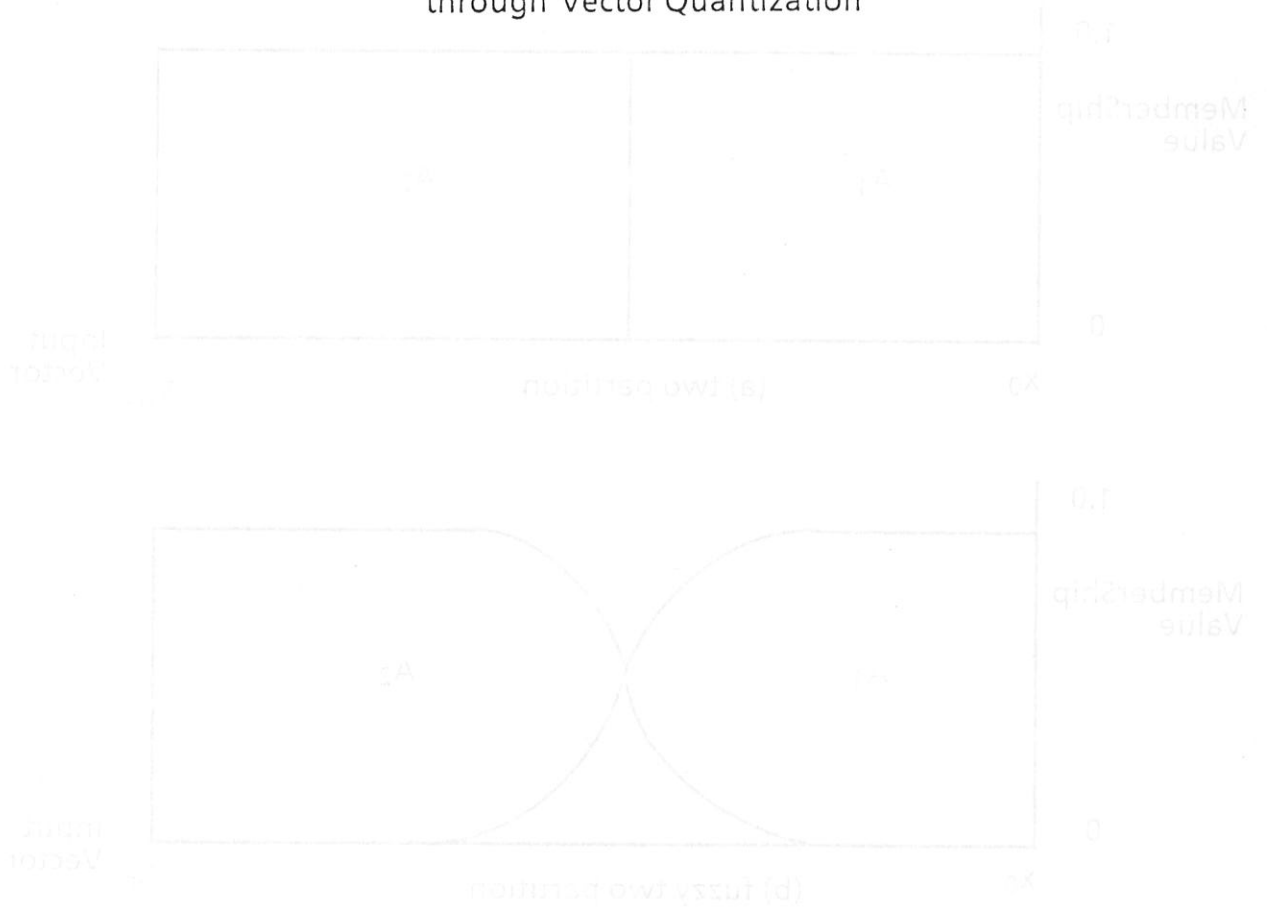 through Vector Quantization
1.0
MemberShip
Value
A₂
A₁
0
Input
Vector
(a) two partition
X₀
1.0
MemberShip
Value
A₂
0
Input
Vector
(b) fuzzy two partition
X₀